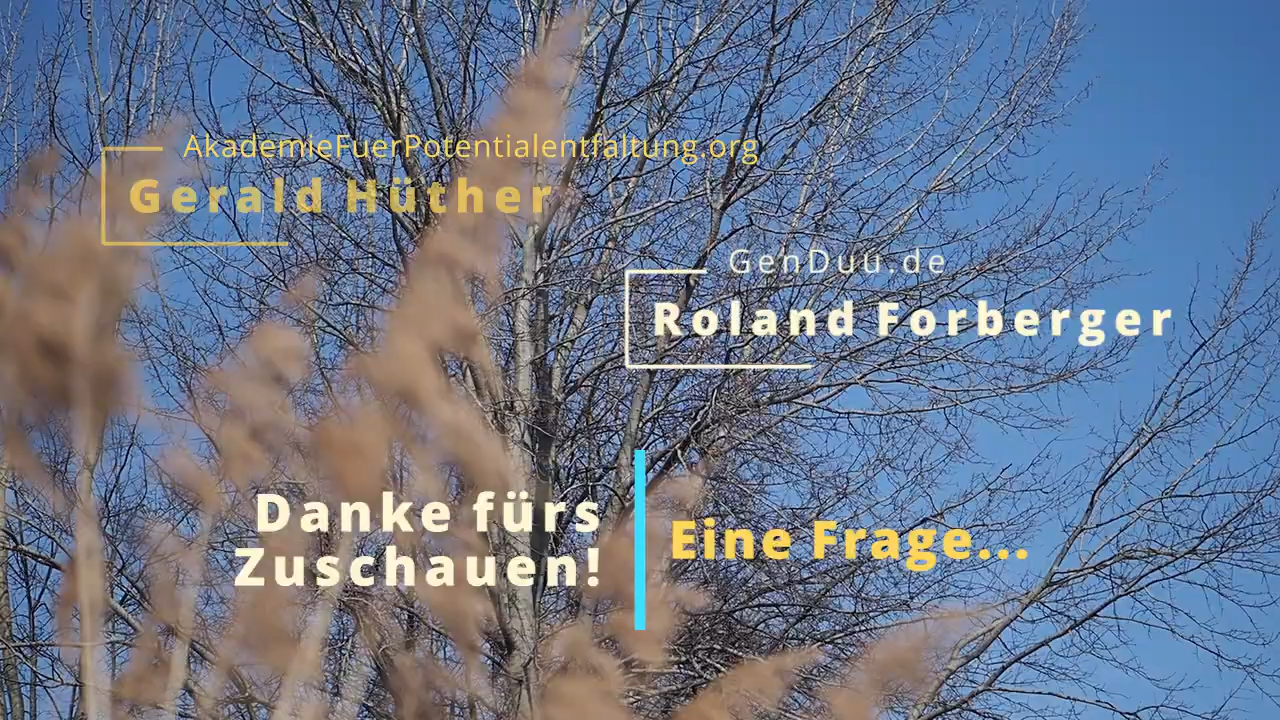 AkademieFuerPotentialentfaltung.org
Gerald Hüther
GenDuu.de
Roland Forberger
Danke fürs
Zuschauen!
Eine Frage...